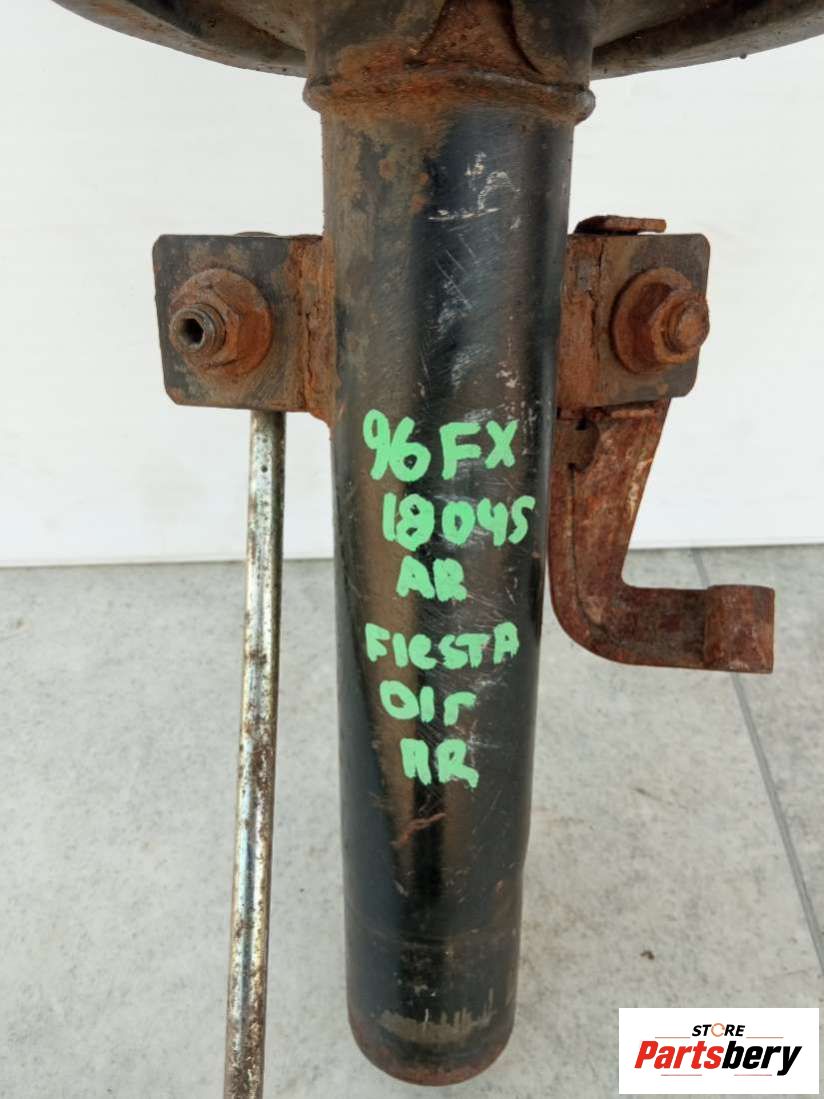 96FX
18045
AR
FIESTA
01r
AR
STORE
Partsbery